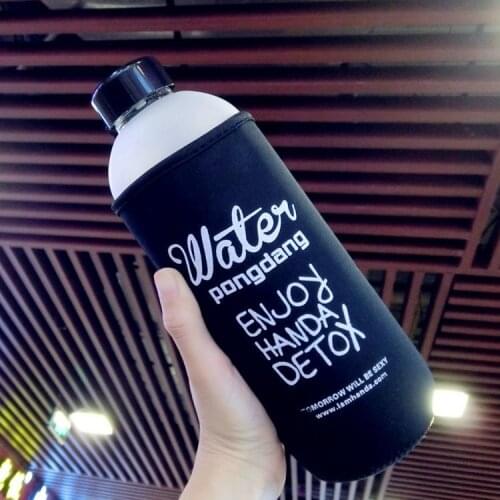 Water
pongdang
ENJOY
HANDA
DETOX
TOMORROW WILL BE SEXY
www.iamhanda.com